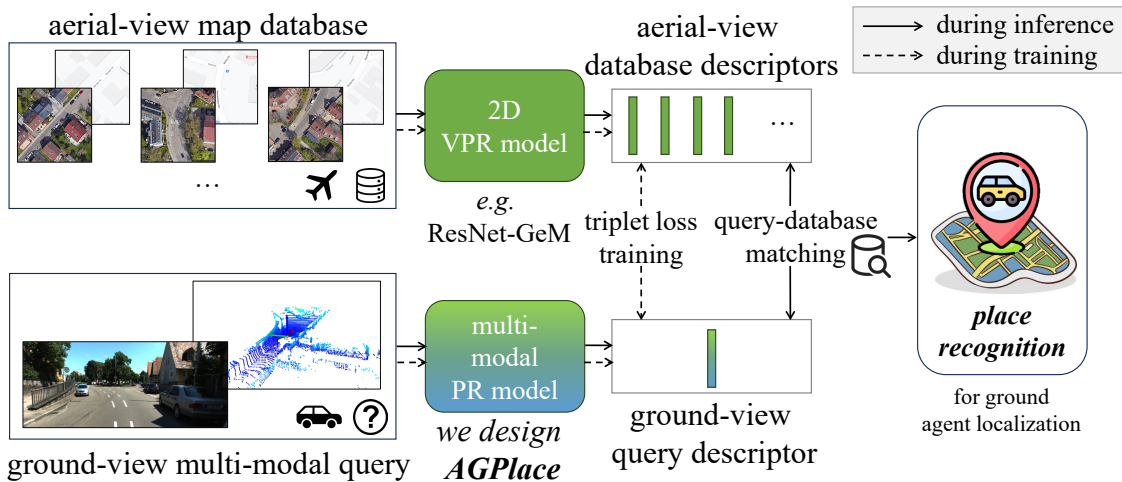 aerial-view map database
...
2D
VPR model
e.g.
ResNet-GeM
aerial-view
database descriptors
...
during inference
during training
triplet loss
training
query-database
matching
multi-
modal
PR model
we design
AGPlace
ground-view multi-modal query
?
ground-view
query descriptor
place
recognition
for ground
agent localization